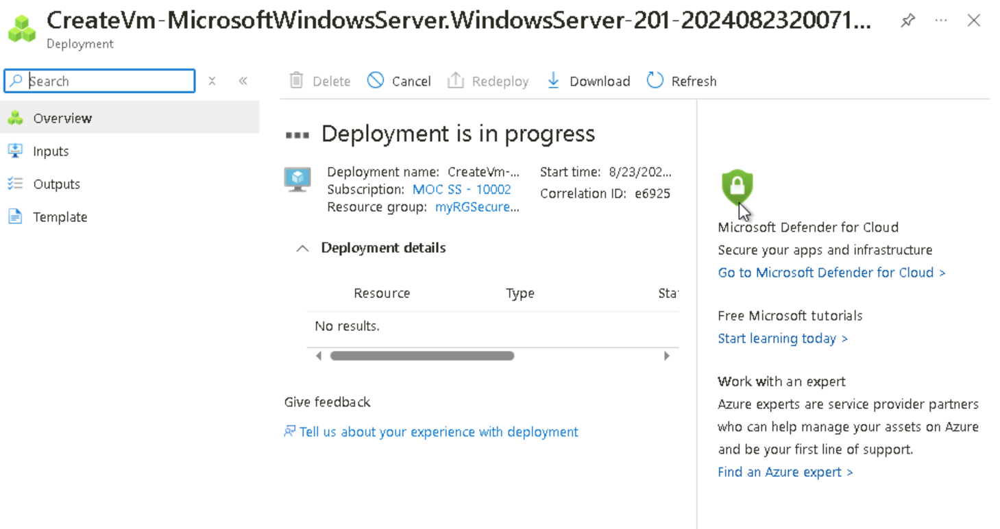 CreateVm-MicrosoftWindowsServer.WindowsServer-201-2024082320071...
Deployment
Search
Delete Cancel Redeploy Download Refresh
Overview
Inputs
Outputs
Template
Deployment is in progress
Deployment name: CreateVm-...
Subscription: MOC SS - 10002
Resource group: myRGSecure...
Start time: 8/23/202...
Correlation ID: e6925
Deployment details
Resource Type Sta
No results.
Give feedback
Tell us about your experience with deployment
Microsoft Defender for Cloud
Secure your apps and infrastructure
Go to Microsoft Defender for Cloud >
Free Microsoft tutorials
Start learning today >
Work with an expert
Azure experts are service provider partners
who can help manage your assets on Azure
and be your first line of support.
Find an Azure expert >